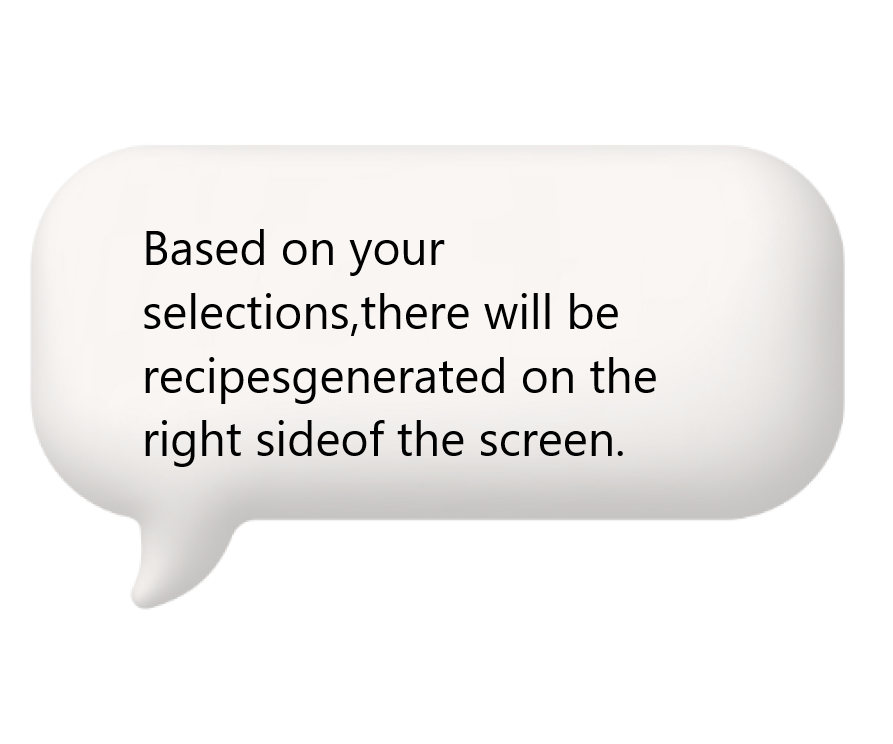 Based on your
selections,there will be
recipesgenerated on the
right sideof the screen.